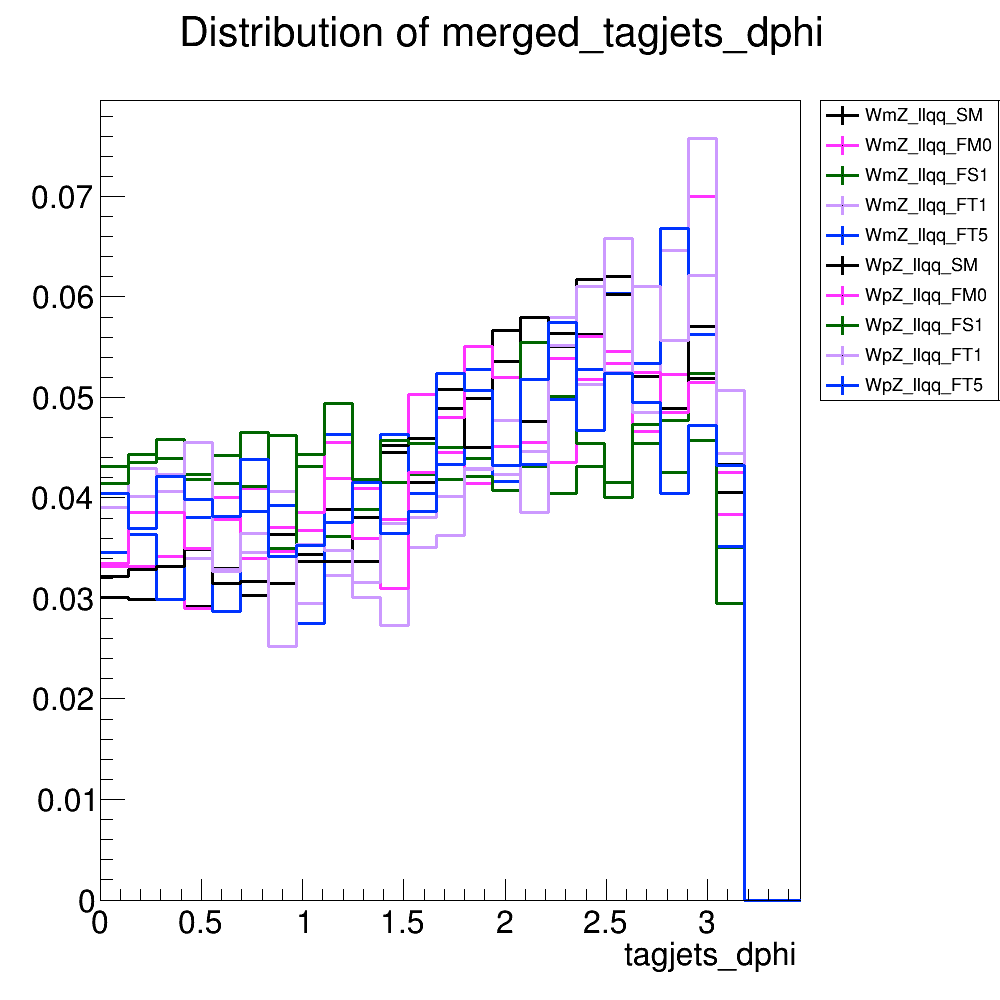 Distribution of merged_tagjets_dphi
WmZ_llqq_SM
WmZ_llqq_FM0
WmZ_llqq_FS1
WmZ_llqq_FT1
WmZ_llqq_FT5
WpZ_llqq_SM
WpZ_llqq_FM0
WpZ_llqq_FS1
WpZ_llqq_FT1
WpZ_llqq_FT5
0.07
0.06
0.05
0.04
0.03
0.02
0.01
0
0 0.5 1 1.5 2 2.5 3
tagjets_dphi